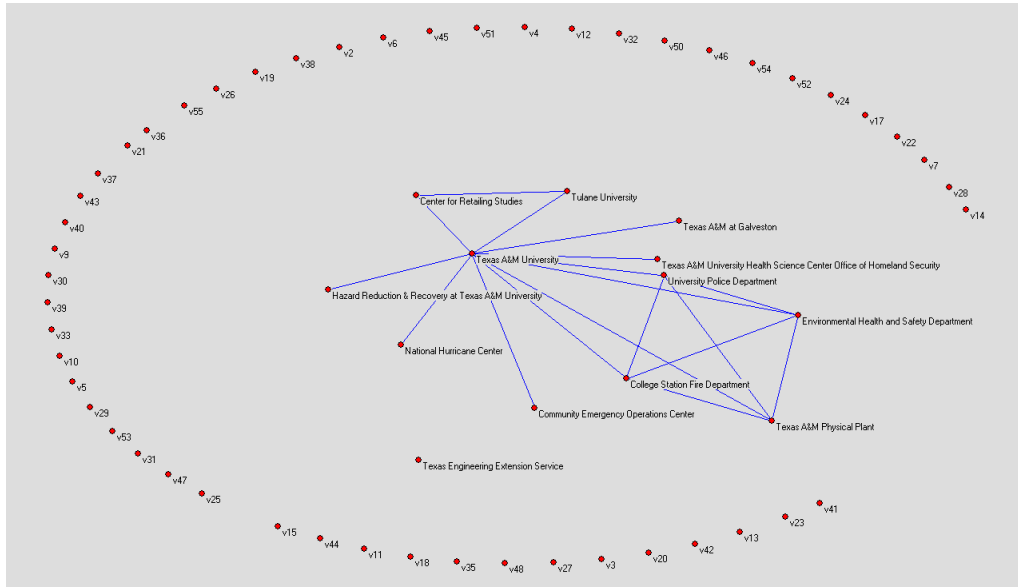 v51
v4
v12
v45
v32
v6
v50
v2
v46
v38
v54
v19
v52
v26
v24
v55
v17
v36
v22
v21
v7
v37
v28
v43
v14
v40
v9
v30
v39
v33
v10
v5
v29
v53
v31
v47
v25
Center for Retailing Studies
Tulane University
Texas A&M at Galveston
Texas A&M University
Texas A&M University Health Science Center Office of Homeland Security
University Police Department
Hazard Reduction & Recovery at Texas A&M University
Environmental Health and Safety Department
National Hurricane Center
College Station Fire Department
Community Emergency Operations Center
Texas A&M Physical Plant
Texas Engineering Extension Service
v41
v23
v15
v13
v44
v42
v11
v20
v18
v3
v35
v27
v48